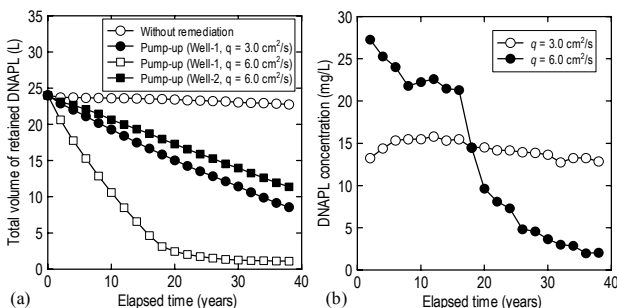 Total volume of retained DNAPL (L)
35
30
25
20
15
10
5
0
Without remediation
Pump-up (Well-1, q = 3.0 cm²/s)
Pump-up (Well-1, q = 6.0 cm²/s)
Pump-up (Well-2, q = 6.0 cm²/s)
0 10 20 30 40
Elapsed time (years)
(a)
DNAPL concentration (mg/L)
30
25
20
15
10
5
0
q = 3.0 cm²/s
q = 6.0 cm²/s
0 10 20 30 40
Elapsed time (years)
(b)